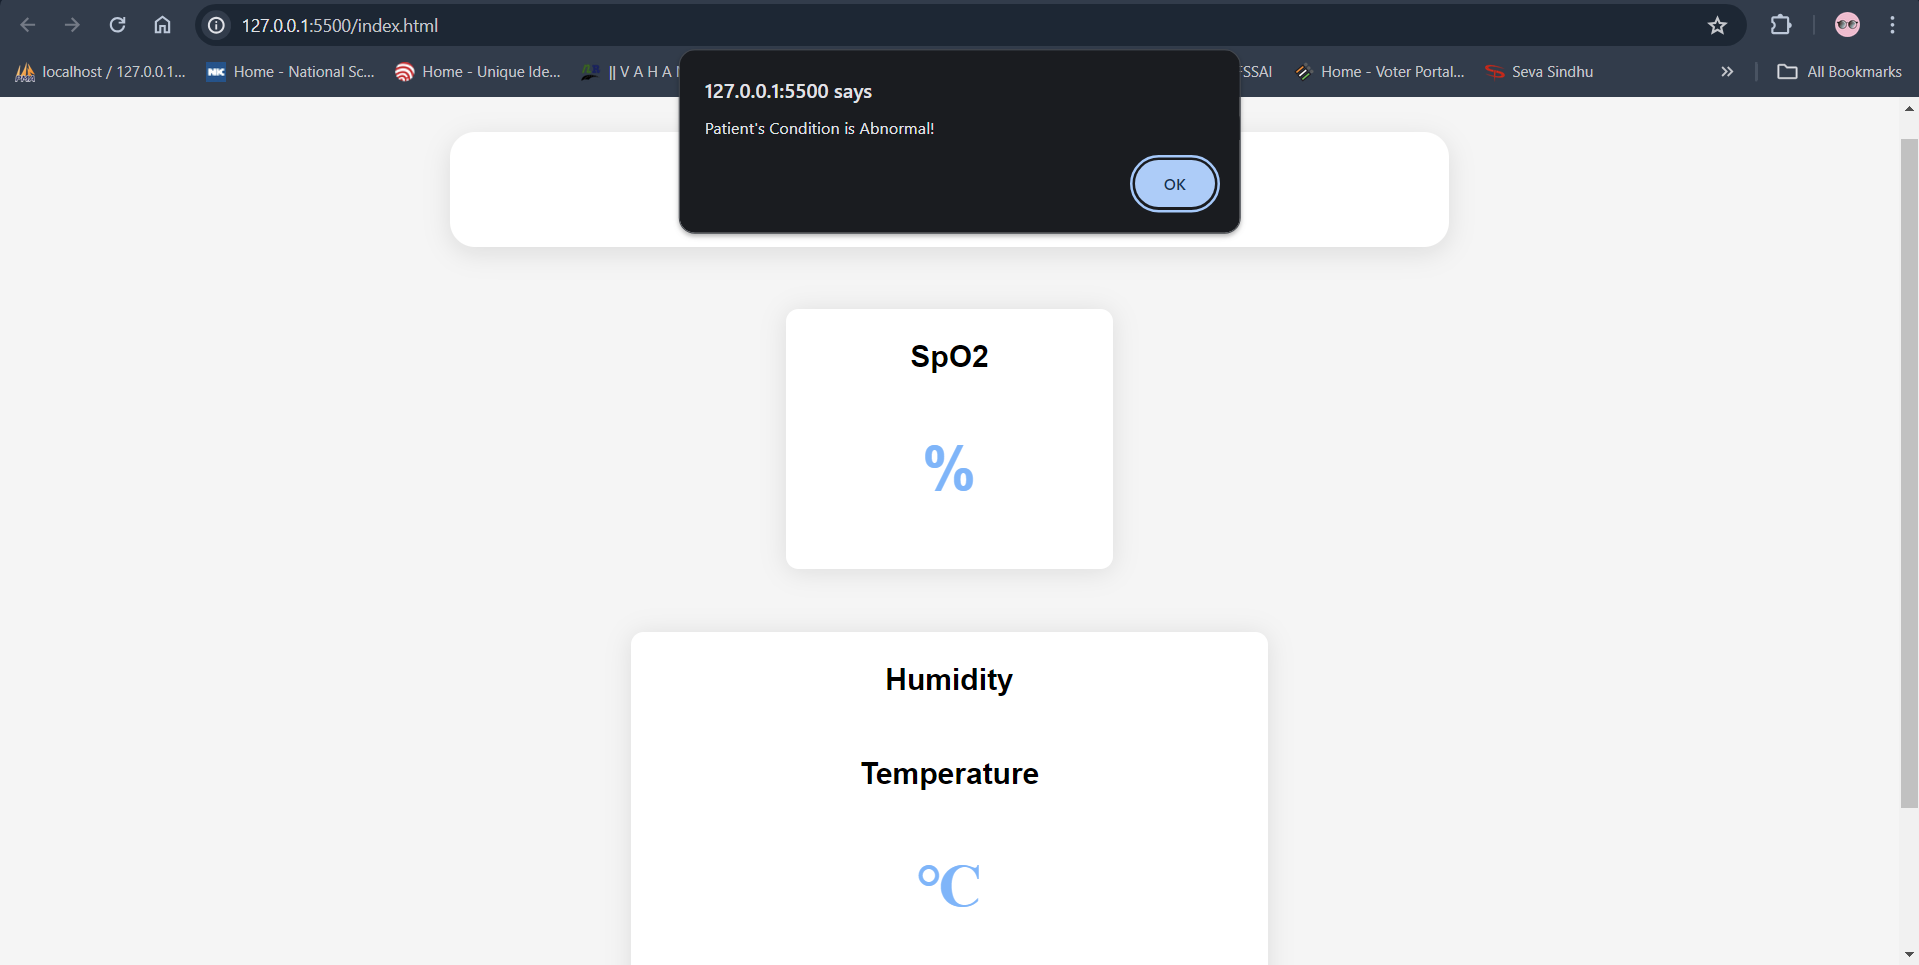 127.0.0.1:5500/index.html
localhost / 127.0.0.1... NK Home - National Sc... Home - Unique Ide... || V A H A SSAI Home - Voter Portal... Seva Sindhu » All Bookmarks
127.0.0.1:5500 says
Patient's Condition is Abnormal!
OK
SpO2
%
Humidity
Temperature
°C